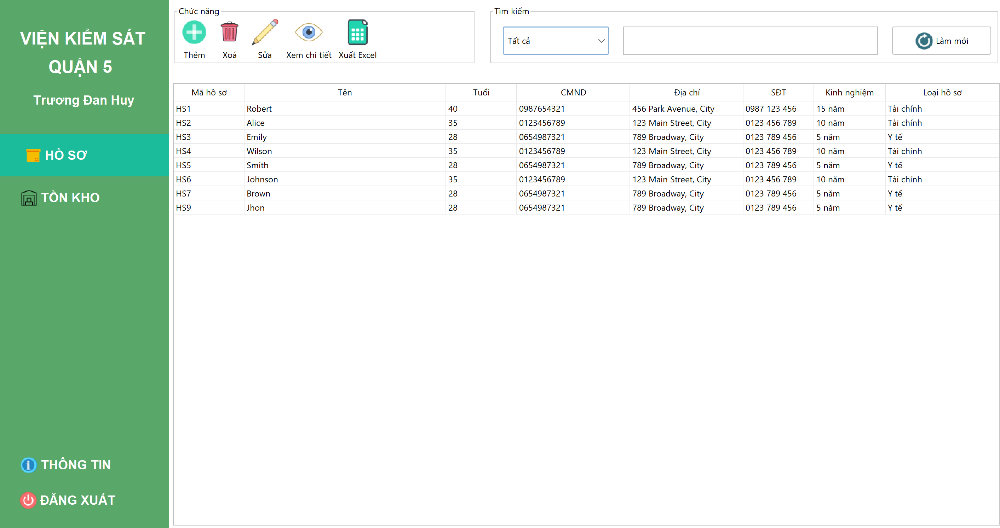 VIỆN KIỂM SÁT
QUẬN 5
Trương Đan Huy
HỒ SƠ
TỒN KHO
THÔNG TIN
ĐĂNG XUẤT
Chức năng
Thêm Xoá Sửa Xem chi tiết Xuất Excel
Tìm kiếm
Tất cả Làm mới
Mã hồ sơ Tên Tuổi CMND Địa chỉ SĐT Kinh nghiệm Loại hồ sơ
HS1 Robert 40 0987654321 456 Park Avenue, City 0987 123 456 15 năm Tài chính
HS2 Alice 35 0123456789 123 Main Street, City 0123 456 789 10 năm Tài chính
HS3 Emily 28 0654987321 789 Broadway, City 0123 789 456 5 năm Y tế
HS4 Wilson 35 0123456789 123 Main Street, City 0123 456 789 10 năm Tài chính
HS5 Smith 28 0654987321 789 Broadway, City 0123 789 456 5 năm Y tế
HS6 Johnson 35 0123456789 123 Main Street, City 0123 456 789 10 năm Tài chính
HS7 Brown 28 0654987321 789 Broadway, City 0123 789 456 5 năm Y tế
HS9 Jhon 28 0654987321 789 Broadway, City 0123 789 456 5 năm Y tế